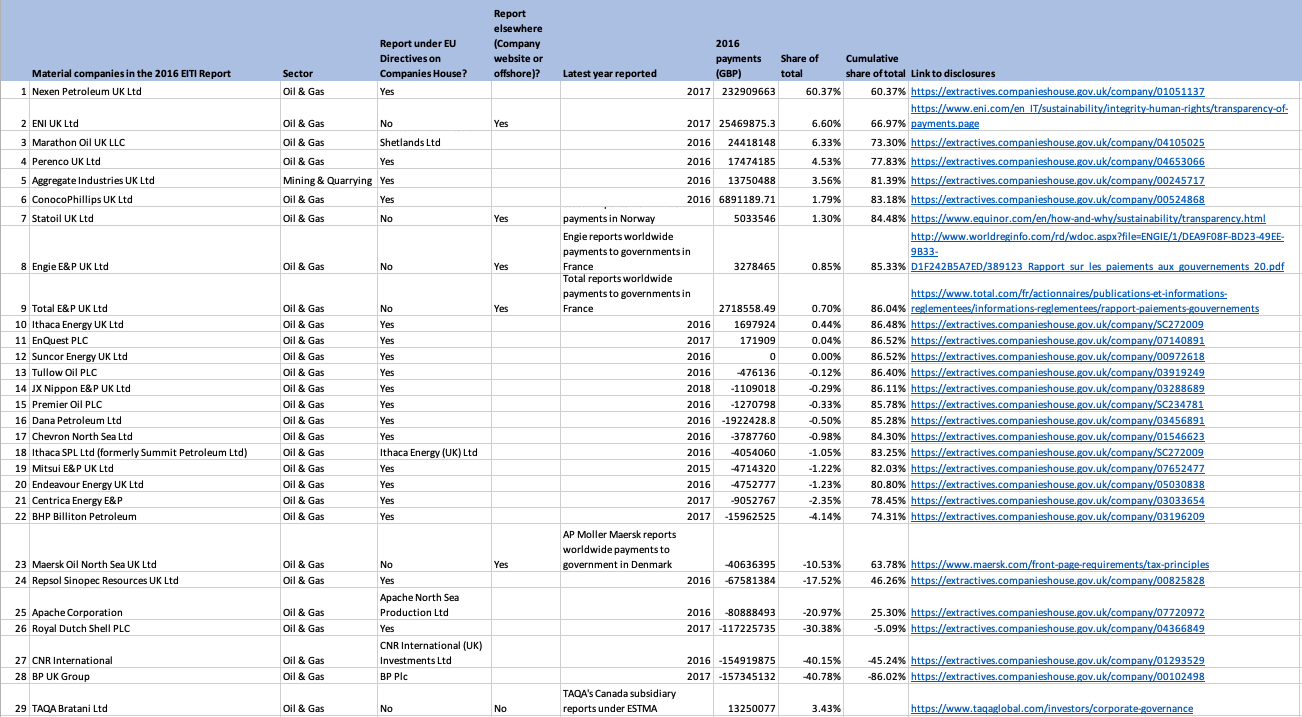 Material companies in the 2016 EITI Report Sector Report under EU Directives on Companies House? Report elsewhere (Company website or offshore)? Latest year reported 2016 payments (GBP) Share of total Cumulative share of total Link to disclosures
1 Nexen Petroleum UK Ltd Oil & Gas Yes 2017 232909663 60.37% 60.37% https://extractives.companieshouse.gov.uk/company/01051137
https://www.eni.com/en_IT/sustainability/integrity-human-rights/transparency-of-
2 ENI UK Ltd Oil & Gas No Yes 2017 25469875.3 6.60% 66.97% payments.page
3 Marathon Oil UK LLC Oil & Gas Shetlands Ltd 2016 24418148 6.33% 73.30% https://extractives.companieshouse.gov.uk/company/04105025
4 Perenco UK Ltd Oil & Gas Yes 2016 17474185 4.53% 77.83% https://extractives.companieshouse.gov.uk/company/04653066
5 Aggregate Industries UK Ltd Mining & Quarrying Yes 2016 13750488 3.56% 81.39% https://extractives.companieshouse.gov.uk/company/00245717
6 ConocoPhillips UK Ltd Oil & Gas Yes 2016 6891189.71 1.79% 83.18% https://extractives.companieshouse.gov.uk/company/00524868
7 Statoil UK Ltd Oil & Gas No Yes payments in Norway 5033546 1.30% 84.48% https://www.equinor.com/en/how-and-why/sustainability/transparency.html
Engie reports worldwide http://www.worldreginfo.com/rd/wdoc.aspx?file=ENGIE/1/DEA9F08F-BD23-49EE-
payments to governments in 9B33-
8 Engie E&P UK Ltd Oil & Gas No Yes France 3278465 0.85% 85.33% D1F242B5A7ED/389123_Rapport_sur_les_paiements_aux_gouvernements_20.pdf
Total reports worldwide
payments to governments in https://www.total.com/fr/actionnaires/publications-et-informations-
9 Total E&P UK Ltd Oil & Gas No Yes France 2718558.49 0.70% 86.04% reglementees/informations-reglementees/rapport-paiements-gouvernements
10 Ithaca Energy UK Ltd Oil & Gas Yes 2016 1697924 0.44% 86.48% https://extractives.companieshouse.gov.uk/company/SC272009
11 EnQuest PLC Oil & Gas Yes 2017 171909 0.04% 86.52% https://extractives.companieshouse.gov.uk/company/07140891
12 Suncor Energy UK Ltd Oil & Gas Yes 2016 0 0.00% 86.52% https://extractives.companieshouse.gov.uk/company/00972618
13 Tullow Oil PLC Oil & Gas Yes 2016 -476136 -0.12% 86.40% https://extractives.companieshouse.gov.uk/company/03919249
14 JX Nippon E&P UK Ltd Oil & Gas Yes 2018 -1109018 -0.29% 86.11% https://extractives.companieshouse.gov.uk/company/03288689
15 Premier Oil PLC Oil & Gas Yes 2016 -1270798 -0.33% 85.78% https://extractives.companieshouse.gov.uk/company/SC234781
16 Dana Petroleum Ltd Oil & Gas Yes 2016 -1922428.8 -0.50% 85.28% https://extractives.companieshouse.gov.uk/company/03456891
17 Chevron North Sea Ltd Oil & Gas Yes 2016 -3787760 -0.98% 84.30% https://extractives.companieshouse.gov.uk/company/01546623
18 Ithaca SPL Ltd (formerly Summit Petroleum Ltd) Oil & Gas Ithaca Energy (UK) Ltd 2016 -4054060 -1.05% 83.25% https://extractives.companieshouse.gov.uk/company/SC272009
19 Mitsui E&P UK Ltd Oil & Gas Yes 2015 -4714320 -1.22% 82.03% https://extractives.companieshouse.gov.uk/company/07652477
20 Endeavour Energy UK Ltd Oil & Gas Yes 2016 -4752777 -1.23% 80.80% https://extractives.companieshouse.gov.uk/company/05030838
21 Centrica Energy E&P Oil & Gas Yes 2017 -9052767 -2.35% 78.45% https://extractives.companieshouse.gov.uk/company/03033654
22 BHP Billiton Petroleum Oil & Gas Yes 2017 -15962525 -4.14% 74.31% https://extractives.companieshouse.gov.uk/company/03196209
AP Moller Maersk reports
worldwide payments to
23 Maersk Oil North Sea UK Ltd Oil & Gas No Yes government in Denmark -40636395 -10.53% 63.78% https://www.maersk.com/front-page-requirements/tax-principles
24 Repsol Sinopec Resources UK Ltd Oil & Gas Yes 2016 -67581384 -17.52% 46.26% https://extractives.companieshouse.gov.uk/company/00825828
Apache North Sea
25 Apache Corporation Oil & Gas Production Ltd 2016 -80888493 -20.97% 25.30% https://extractives.companieshouse.gov.uk/company/07720972
26 Royal Dutch Shell PLC Oil & Gas Yes 2017 -117225735 -30.38% -5.09% https://extractives.companieshouse.gov.uk/company/04366849
CNR International (UK)
27 CNR International Oil & Gas Investments Ltd 2016 -154919875 -40.15% -45.24% https://extractives.companieshouse.gov.uk/company/01293529
28 BP UK Group Oil & Gas BP Plc 2017 -157345132 -40.78% -86.02% https://extractives.companieshouse.gov.uk/company/00102498
TAQA's Canada subsidiary
29 TAQA Bratani Ltd Oil & Gas No No reports under ESTMA 13250077 3.43% https://www.taqaglobal.com/investors/corporate-governance